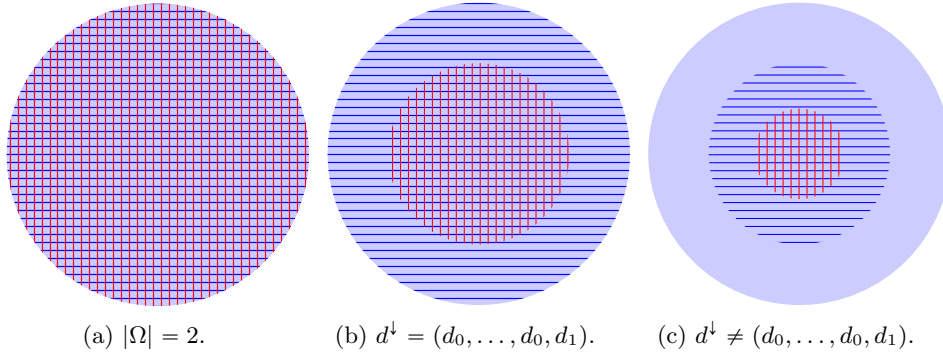 (a) |Ω| = 2.
(b) d↓ = (d₀, . . . , d₀, d₁).
(c) d↓ ≠ (d₀, . . . , d₀, d₁).